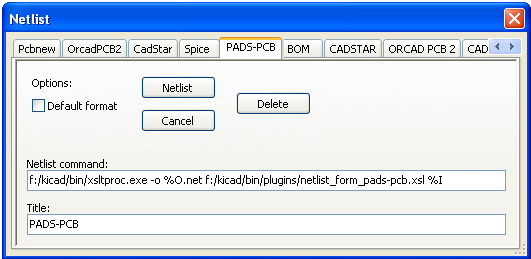 Netlist
Pcbnew OrcadPCB2 CadStar Spice PADS-PCB BOM CADSTAR ORCAD PCB 2 CAD
Options:
Netlist
Default format
Delete
Cancel
Netlist command:
f:/kicad/bin/xsltproc.exe -o %O.net f:/kicad/bin/plugins/netlist_form_pads-pcb.xsl %I
Title:
PADS-PCB